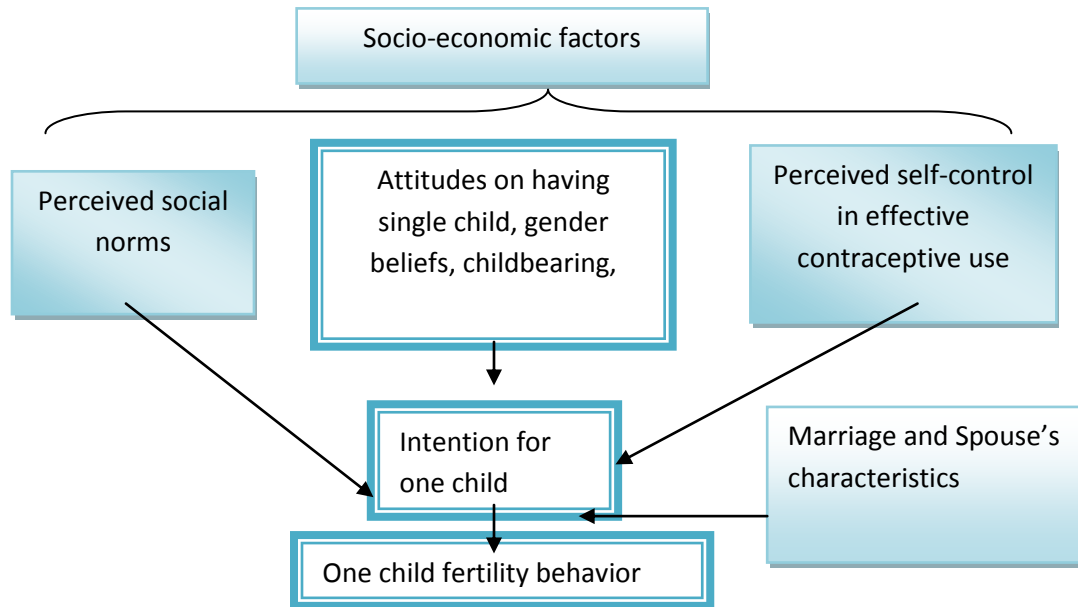 Socio-economic factors
Perceived social
norms
Attitudes on having
single child, gender
beliefs, childbearing,
Perceived self-control
in effective
contraceptive use
Intention for
one child
Marriage and Spouse’s
characteristics
One child fertility behavior